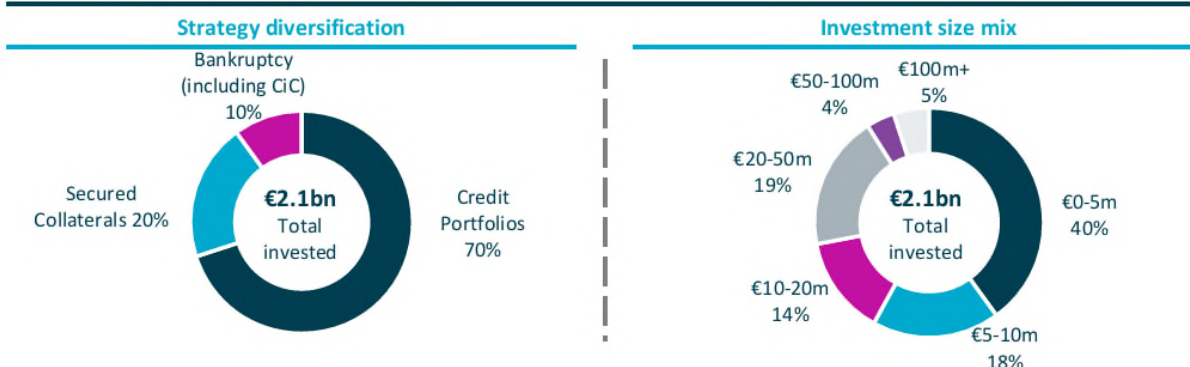 Strategy diversification
Bankruptcy
(including CiC)
10%
Secured
Collaterals 20%
€2.1bn
Total
invested
Credit
Portfolios
70%
Investment size mix
€50-100m
4%
€100m+
5%
€20-50m
19%
€2.1bn
Total
invested
€0-5m
40%
€10-20m
14%
€5-10m
18%